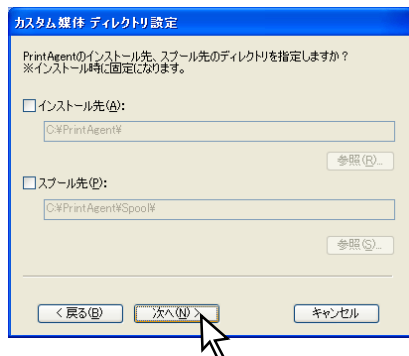 カスタム媒体 ディレクトリ設定
PrintAgentのインストール先、スプール先のディレクトリを指定しますか？
※インストール時に固定になります。
インストール先(A):
C:¥PrintAgent¥
参照(R)...
スプール先(P):
C:¥PrintAgent¥Spool¥
参照(S)...
< 戻る(B)
次へ(N) >
キャンセル